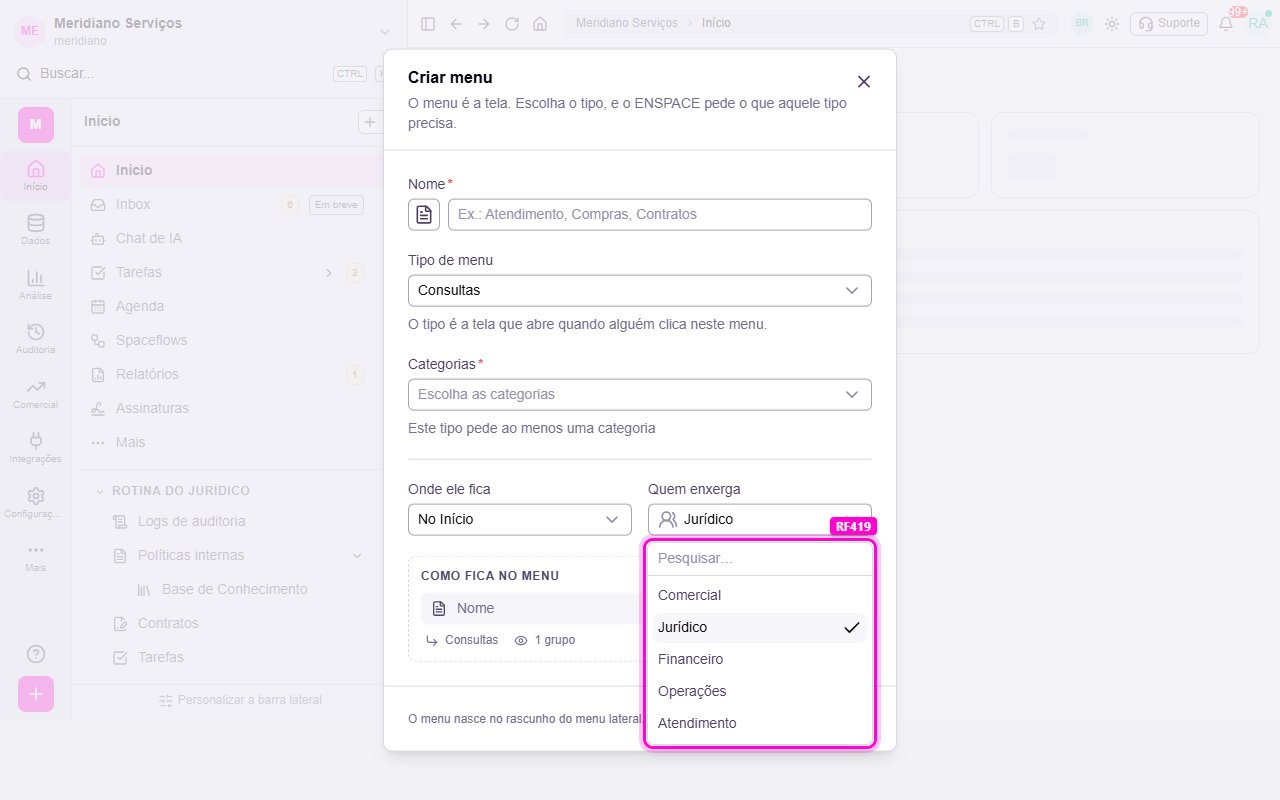 ME
Meridiano Serviços
meridiano
Meridiano Serviços
Início
CTRL
B
BR
Suporte
99+
RA
Buscar...
CTRL
M
Início
Dados
Análise
Auditoria
Comercial
Integrações
Configuraç...
Mais
Início
Início
Inbox
6
Em breve
Chat de IA
Tarefas
3
Agenda
Spaceflows
Relatórios
1
Assinaturas
Mais
ROTINA DO JURÍDICO
Logs de auditoria
Políticas internas
Base de Conhecimento
Contratos
Tarefas
Personalizar a barra lateral
Criar menu
O menu é a tela. Escolha o tipo, e o ENSPACE pede o que aquele tipo
precisa.
Nome*
Ex.: Atendimento, Compras, Contratos
Tipo de menu
Consultas
O tipo é a tela que abre quando alguém clica neste menu.
Categorias*
Escolha as categorias
Este tipo pede ao menos uma categoria
Onde ele fica
No Início
Quem enxerga
Jurídico
RF419
COMO FICA NO MENU
Nome
Consultas
1 grupo
O menu nasce no rascunho do menu lateral
Pesquisar...
Comercial
Jurídico
Financeiro
Operações
Atendimento